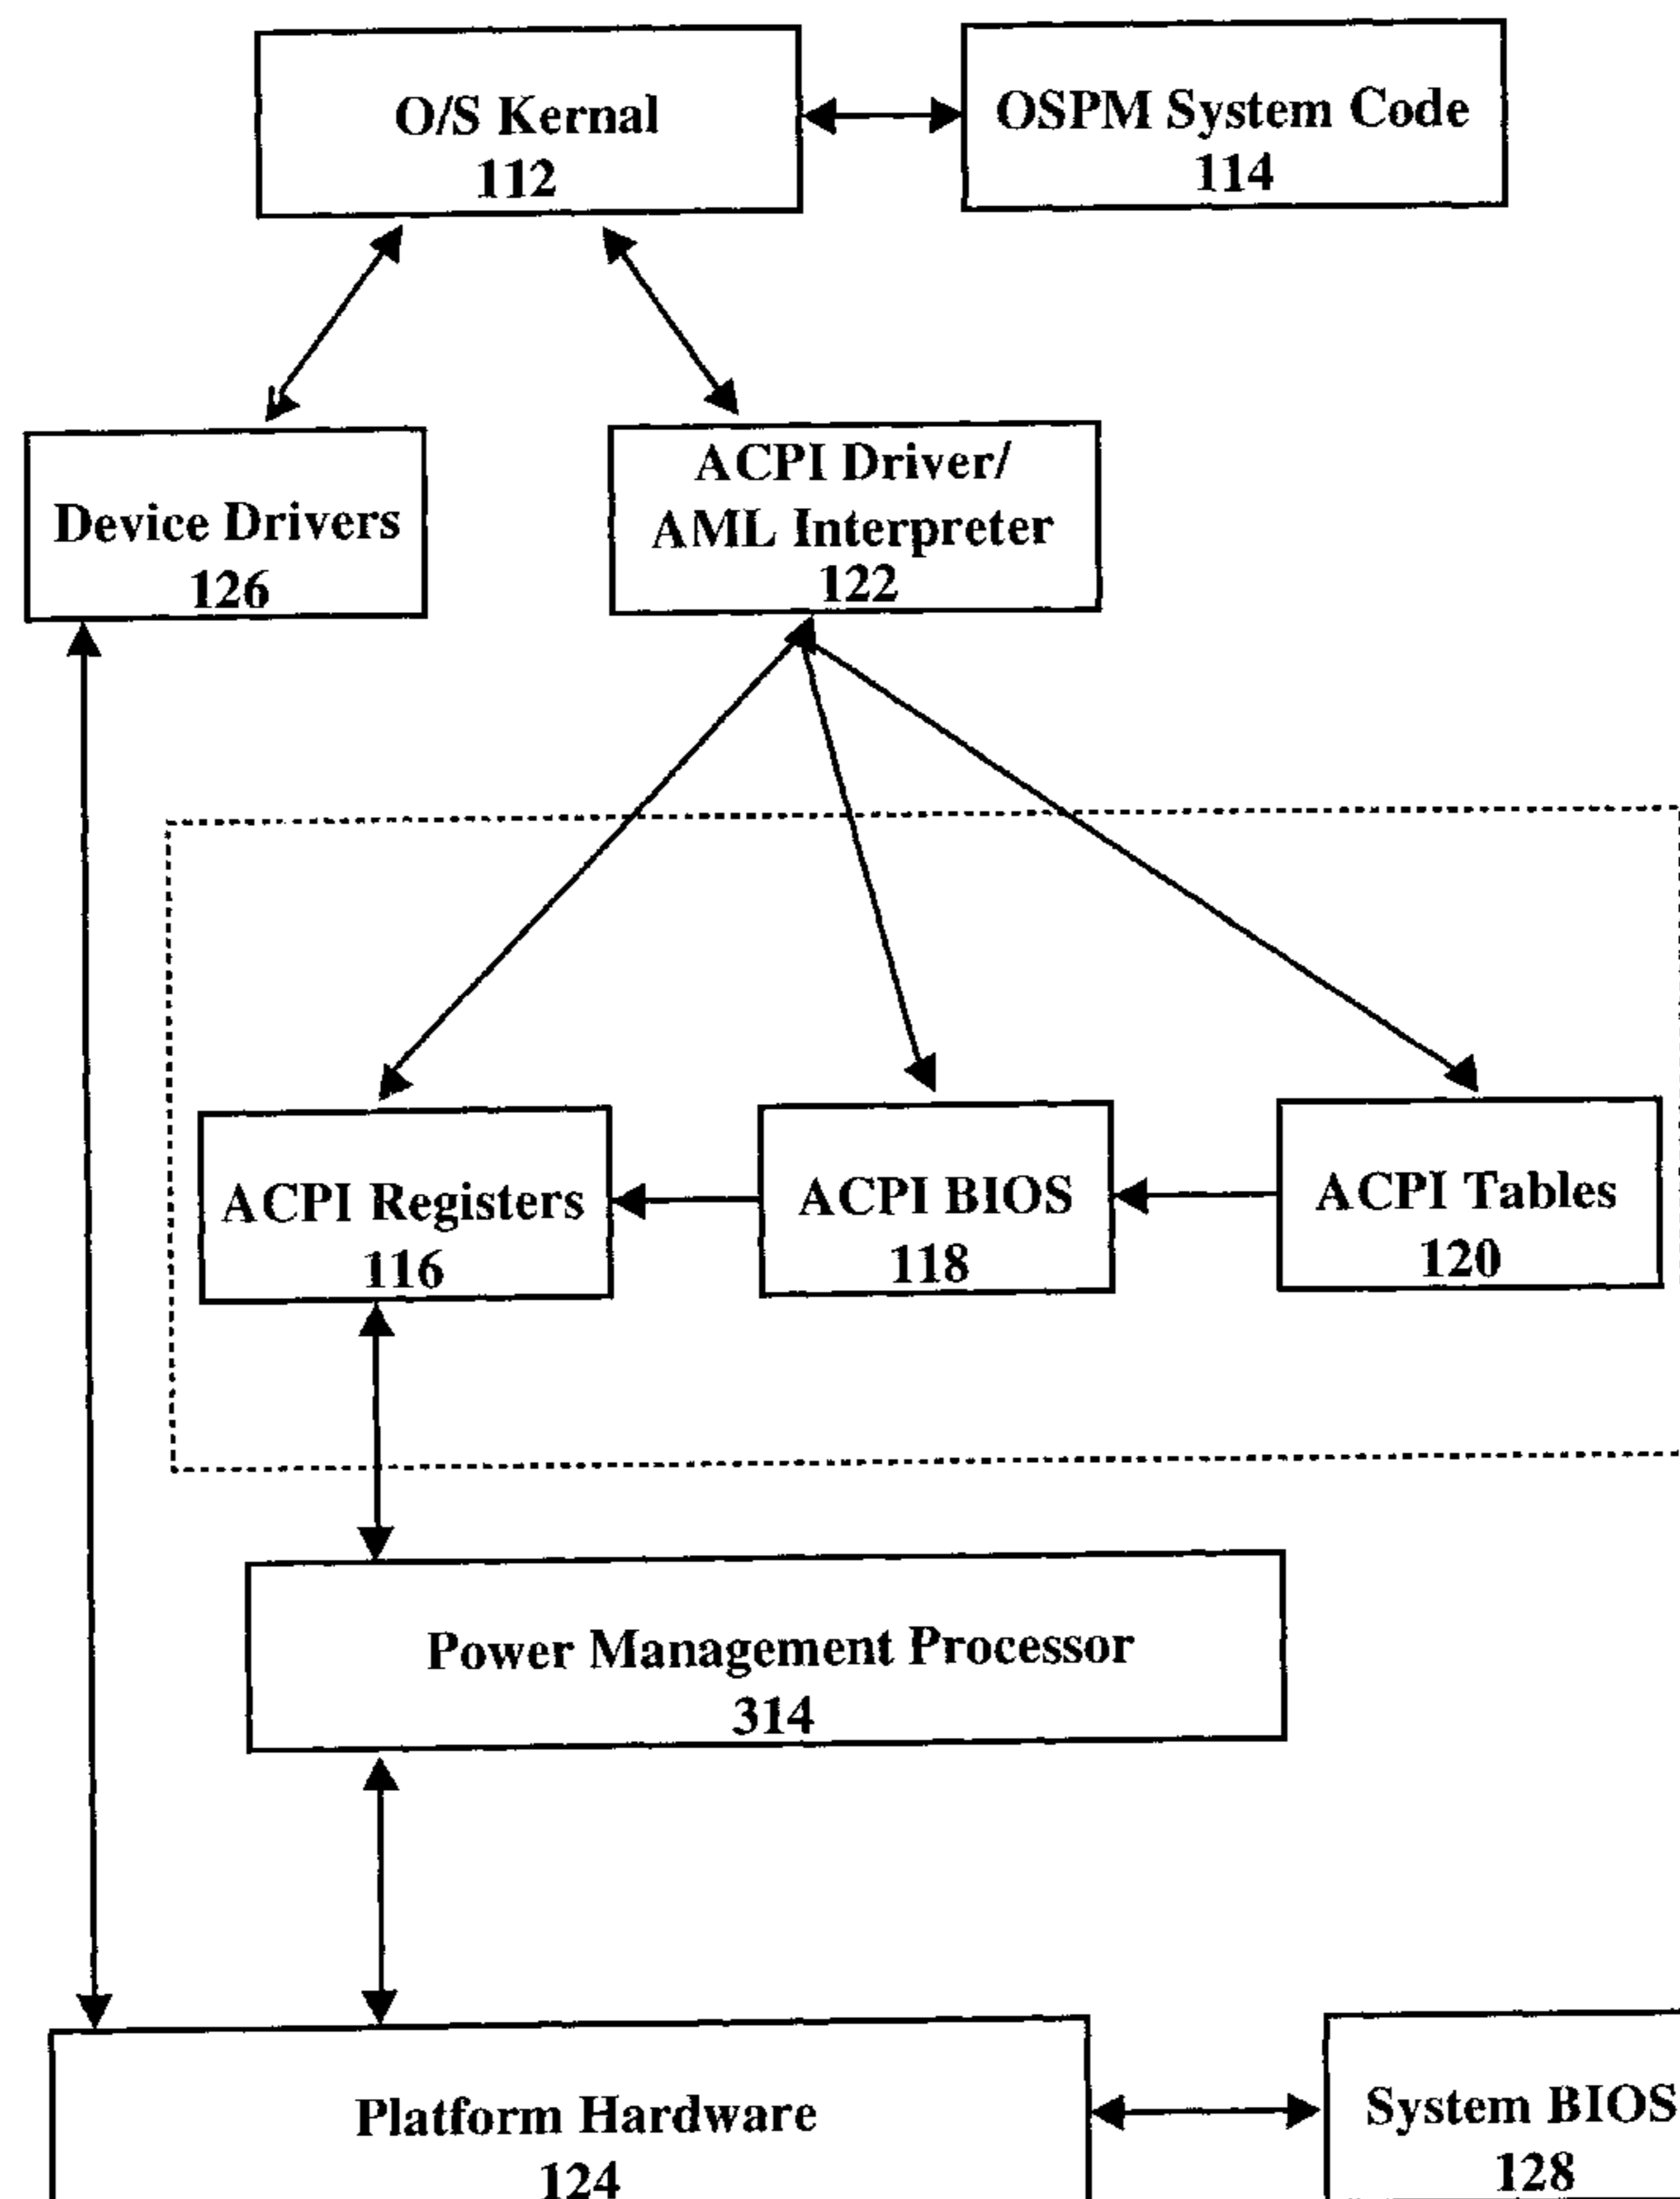 O/S Kernal
112
OSPM System Code
114
Device Drivers
126
ACPI Driver/
AML Interpreter
122
ACPI Registers
116
ACPI BIOS
118
ACPI Tables
120
Power Management Processor
314
Platform Hardware
124
System BIOS
128